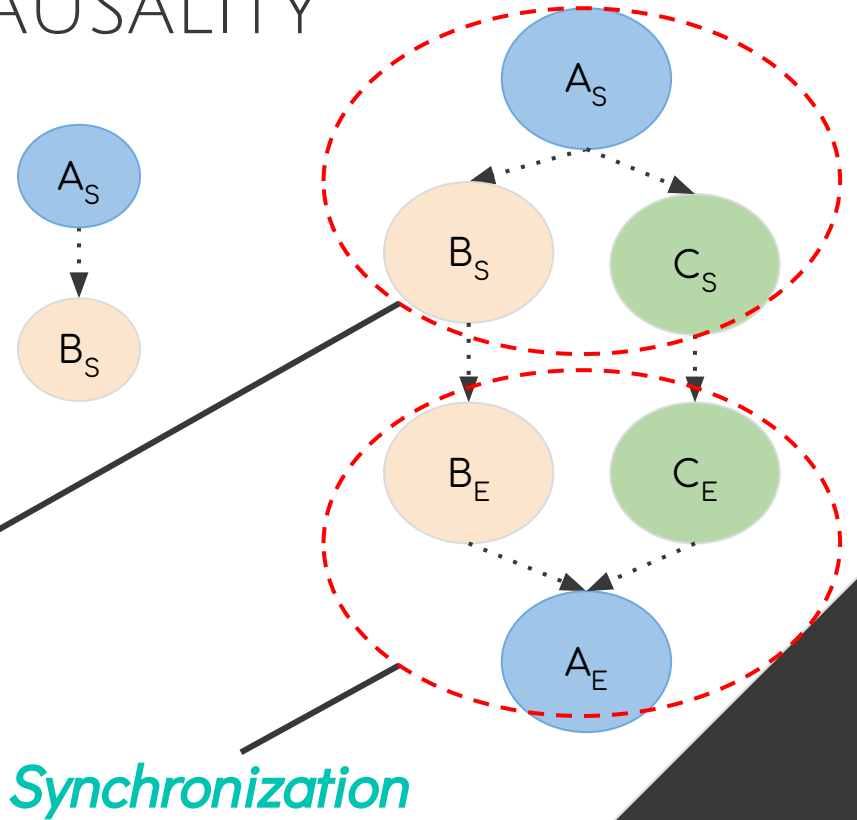 AUSALITY
A_S
A_S
B_S
C_S
B_S
B_E
C_E
A_E
Synchronization